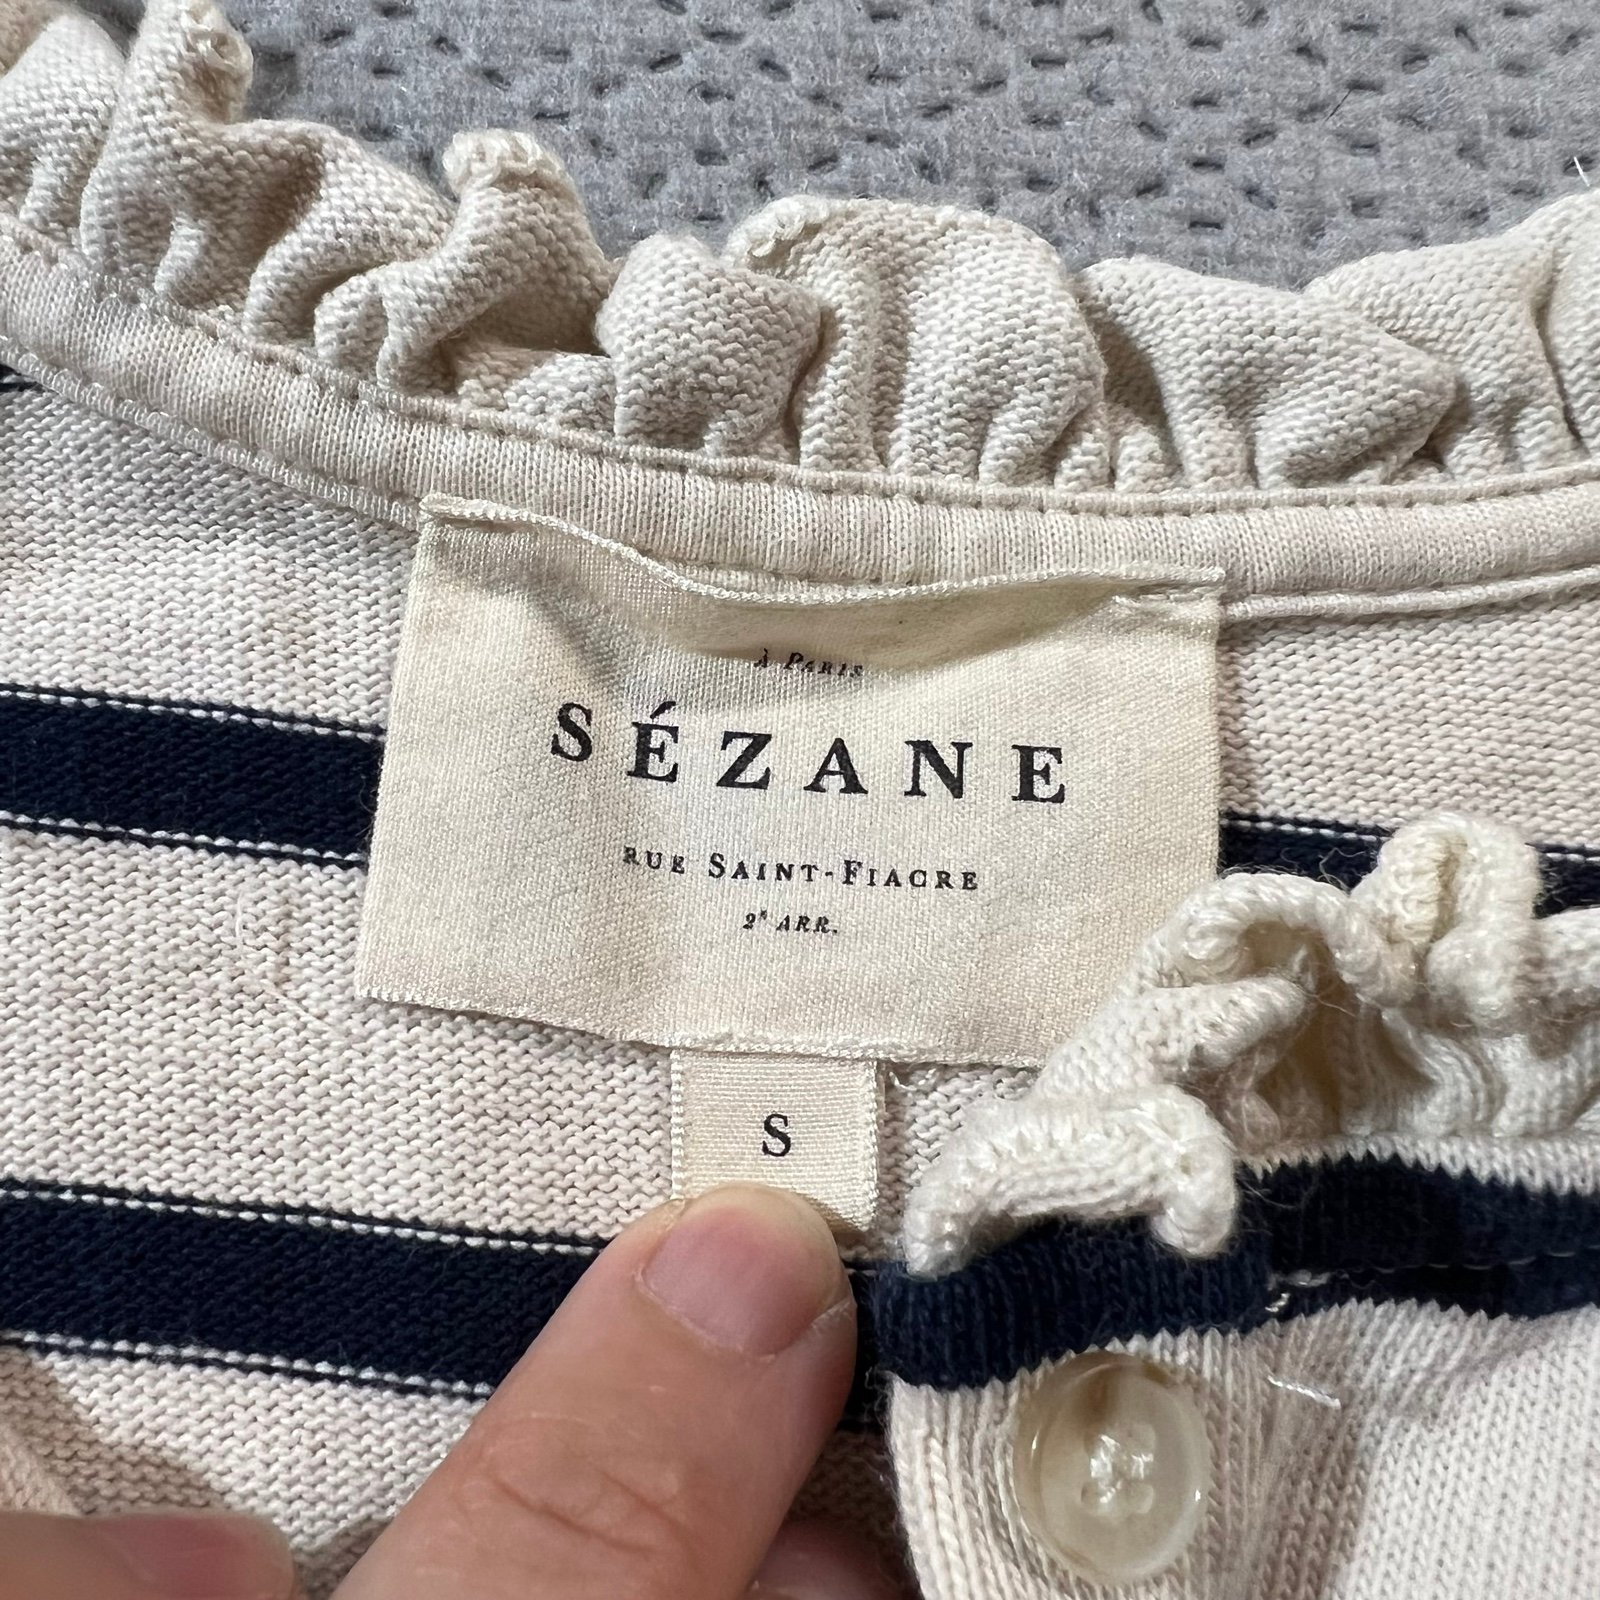 À PARIS
SÉZANE
RUE SAINT-FIACRE
2ᵉ ARR.
S